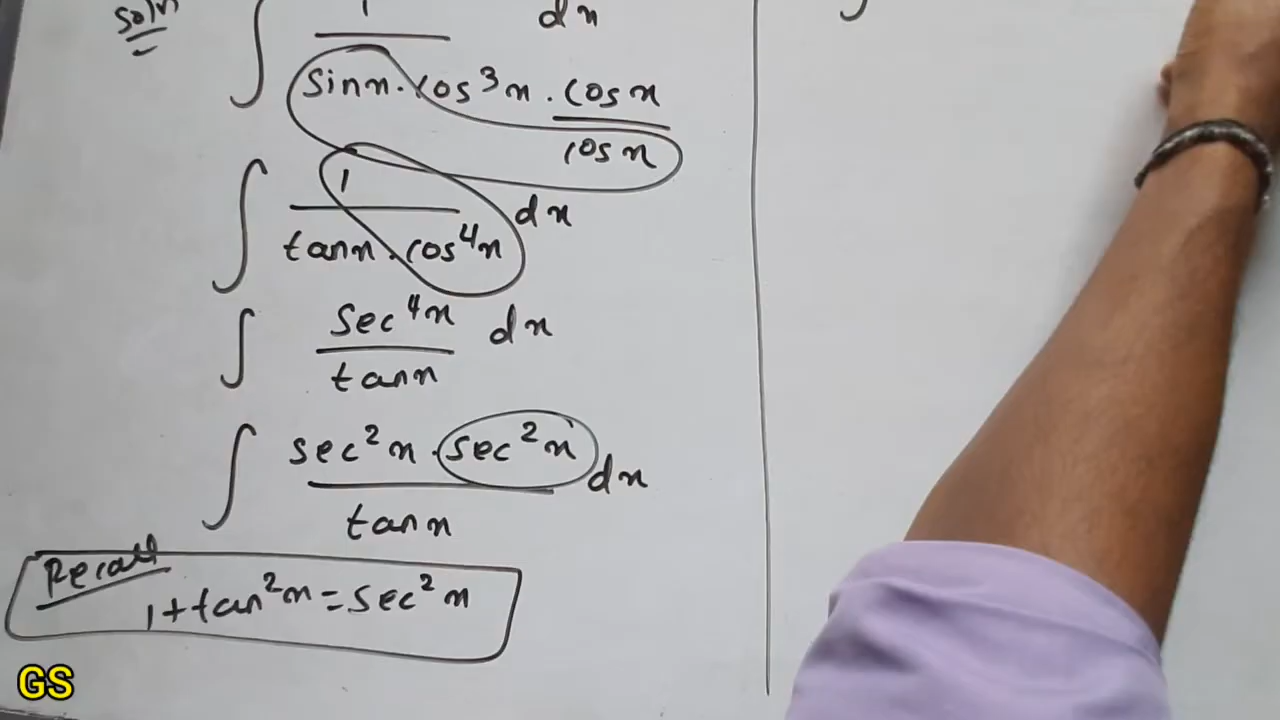 Soln
∫ 1 / (sinx · cos³x · cosx/cosx) dx
∫ 1 / (tanx · cos⁴x) dx
∫ sec⁴x / tanx dx
∫ sec²x · sec²x / tanx dx
Recall
1 + tan²x = sec²x
GS